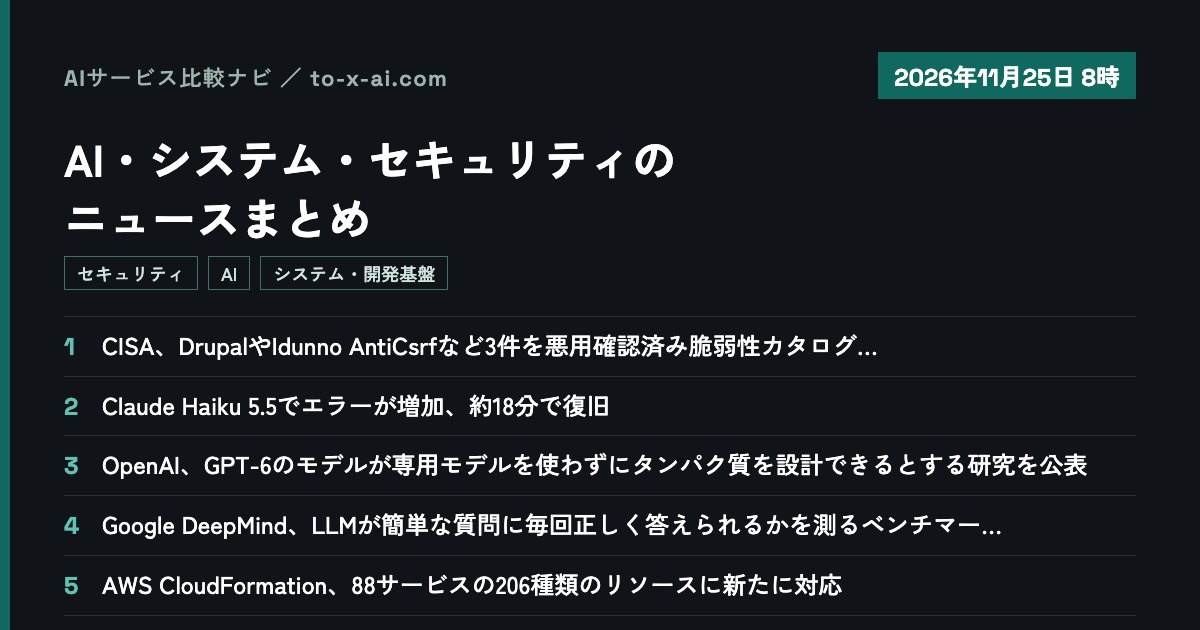 AIサービス比較ナビ ／ to-x-ai.com
2026年11月25日 8時
AI・システム・セキュリティの
ニュースまとめ
セキュリティ
AI
システム・開発基盤
1 CISA、DrupalやIdunno AntiCsrfなど3件を悪用確認済み脆弱性カタログ…
2 Claude Haiku 5.5でエラーが増加、約18分で復旧
3 OpenAI、GPT-6のモデルが専用モデルを使わずにタンパク質を設計できるとする研究を公表
4 Google DeepMind、LLMが簡単な質問に毎回正しく答えられるかを測るベンチマー…
5 AWS CloudFormation、88サービスの206種類のリソースに新たに対応